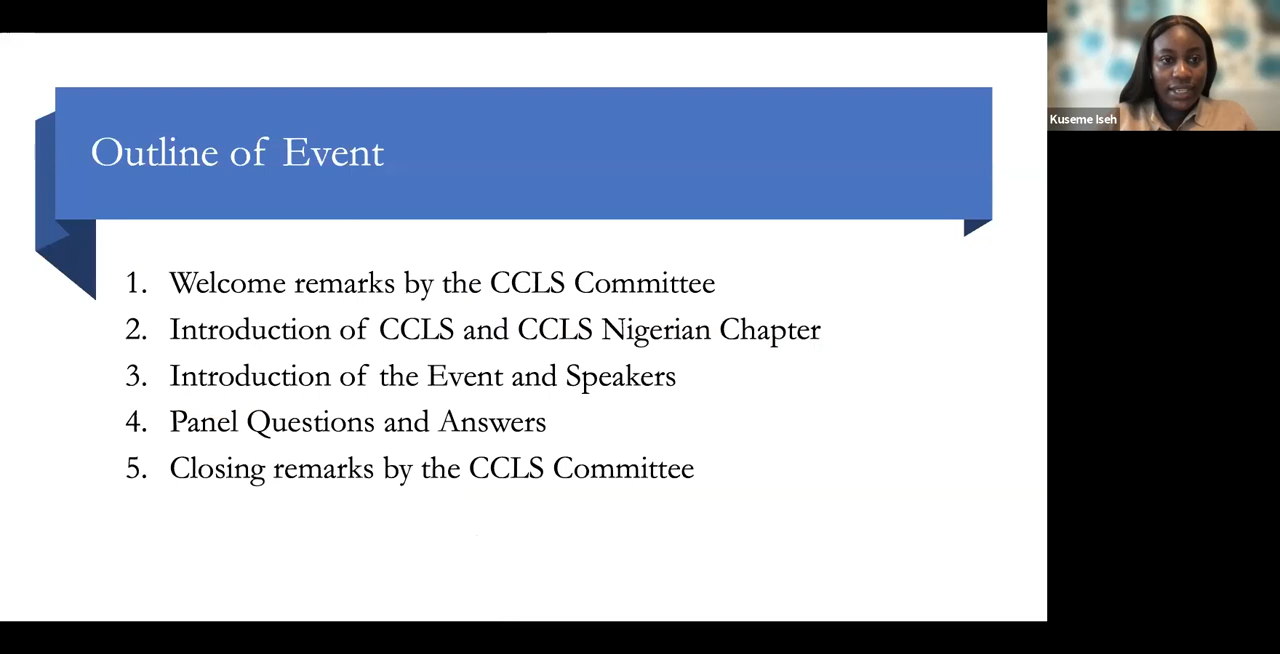 Outline of Event
1. Welcome remarks by the CCLS Committee
2. Introduction of CCLS and CCLS Nigerian Chapter
3. Introduction of the Event and Speakers
4. Panel Questions and Answers
5. Closing remarks by the CCLS Committee
Kuseme Iseh